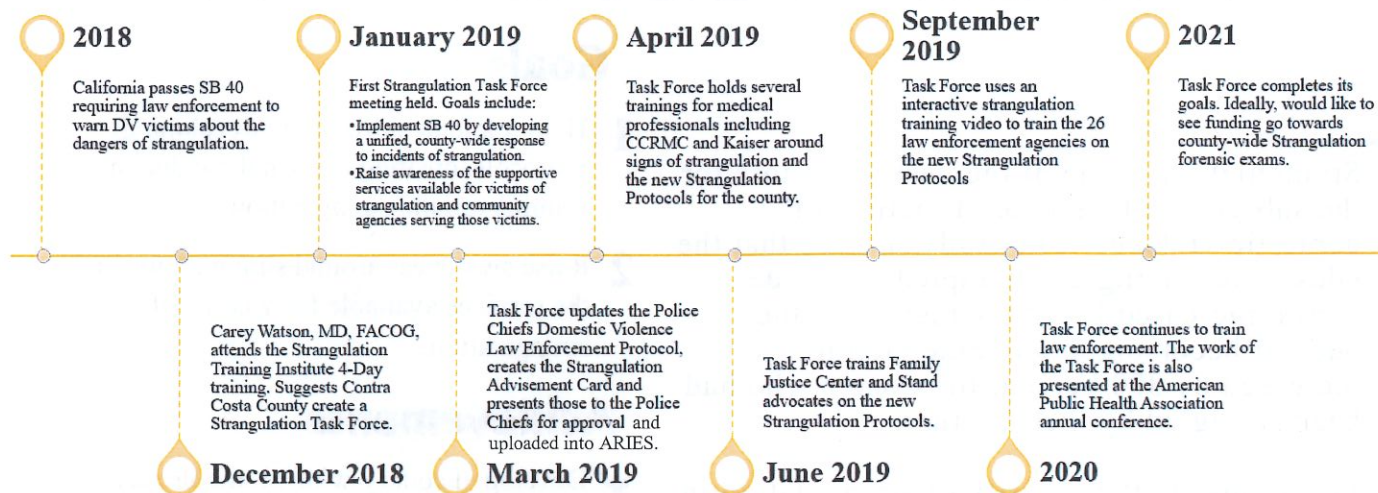 2018
California passes SB 40
requiring law enforcement to
warn DV victims about the
dangers of strangulation.
January 2019
First Strangulation Task Force
meeting held. Goals include:
•Implement SB 40 by developing
a unified, county-wide response
to incidents of strangulation.
•Raise awareness of the supportive
services available for victims of
strangulation and community
agencies serving those victims.
April 2019
Task Force holds several
trainings for medical
professionals including
CCRMC and Kaiser around
signs of strangulation and
the new Strangulation
Protocols for the county.
September
2019
Task Force uses an
interactive strangulation
training video to train the 26
law enforcement agencies on
the new Strangulation
Protocols
2021
Task Force completes its
goals. Ideally, would like to
see funding go towards
county-wide Strangulation
forensic exams.
Carey Watson, MD, FACOG,
attends the Strangulation
Training Institute 4-Day
training. Suggests Contra
Costa County create a
Strangulation Task Force.
December 2018
Task Force updates the Police
Chiefs Domestic Violence
Law Enforcement Protocol,
creates the Strangulation
Advisement Card and
presents those to the Police
Chiefs for approval and
uploaded into ARIES.
March 2019
Task Force trains Family
Justice Center and Stand
advocates on the new
Strangulation Protocols.
June 2019
Task Force continues to train
law enforcement. The work of
the Task Force is also
presented at the American
Public Health Association
annual conference.
2020